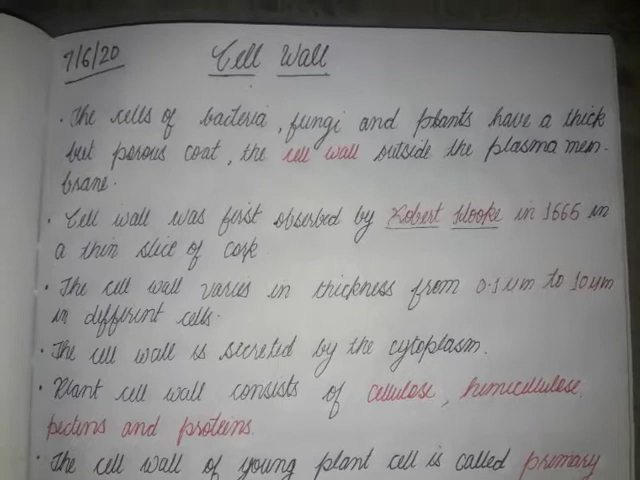 7/6/20
Cell Wall
· The cells of bacteria, fungi and plants have a thick
but porous coat, the cell wall outside the plasma mem-
brane.
· Cell wall was first observed by Robert Hooke in 1665 in
a thin slice of cork
· The cell wall varies in thickness from 0.1 um to 10 um
in different cells.
· The cell wall is secreted by the cytoplasm.
· Plant cell wall consists of cellulose, himicellulose,
pectins and proteins.
· The cell wall of young plant cell is called primary